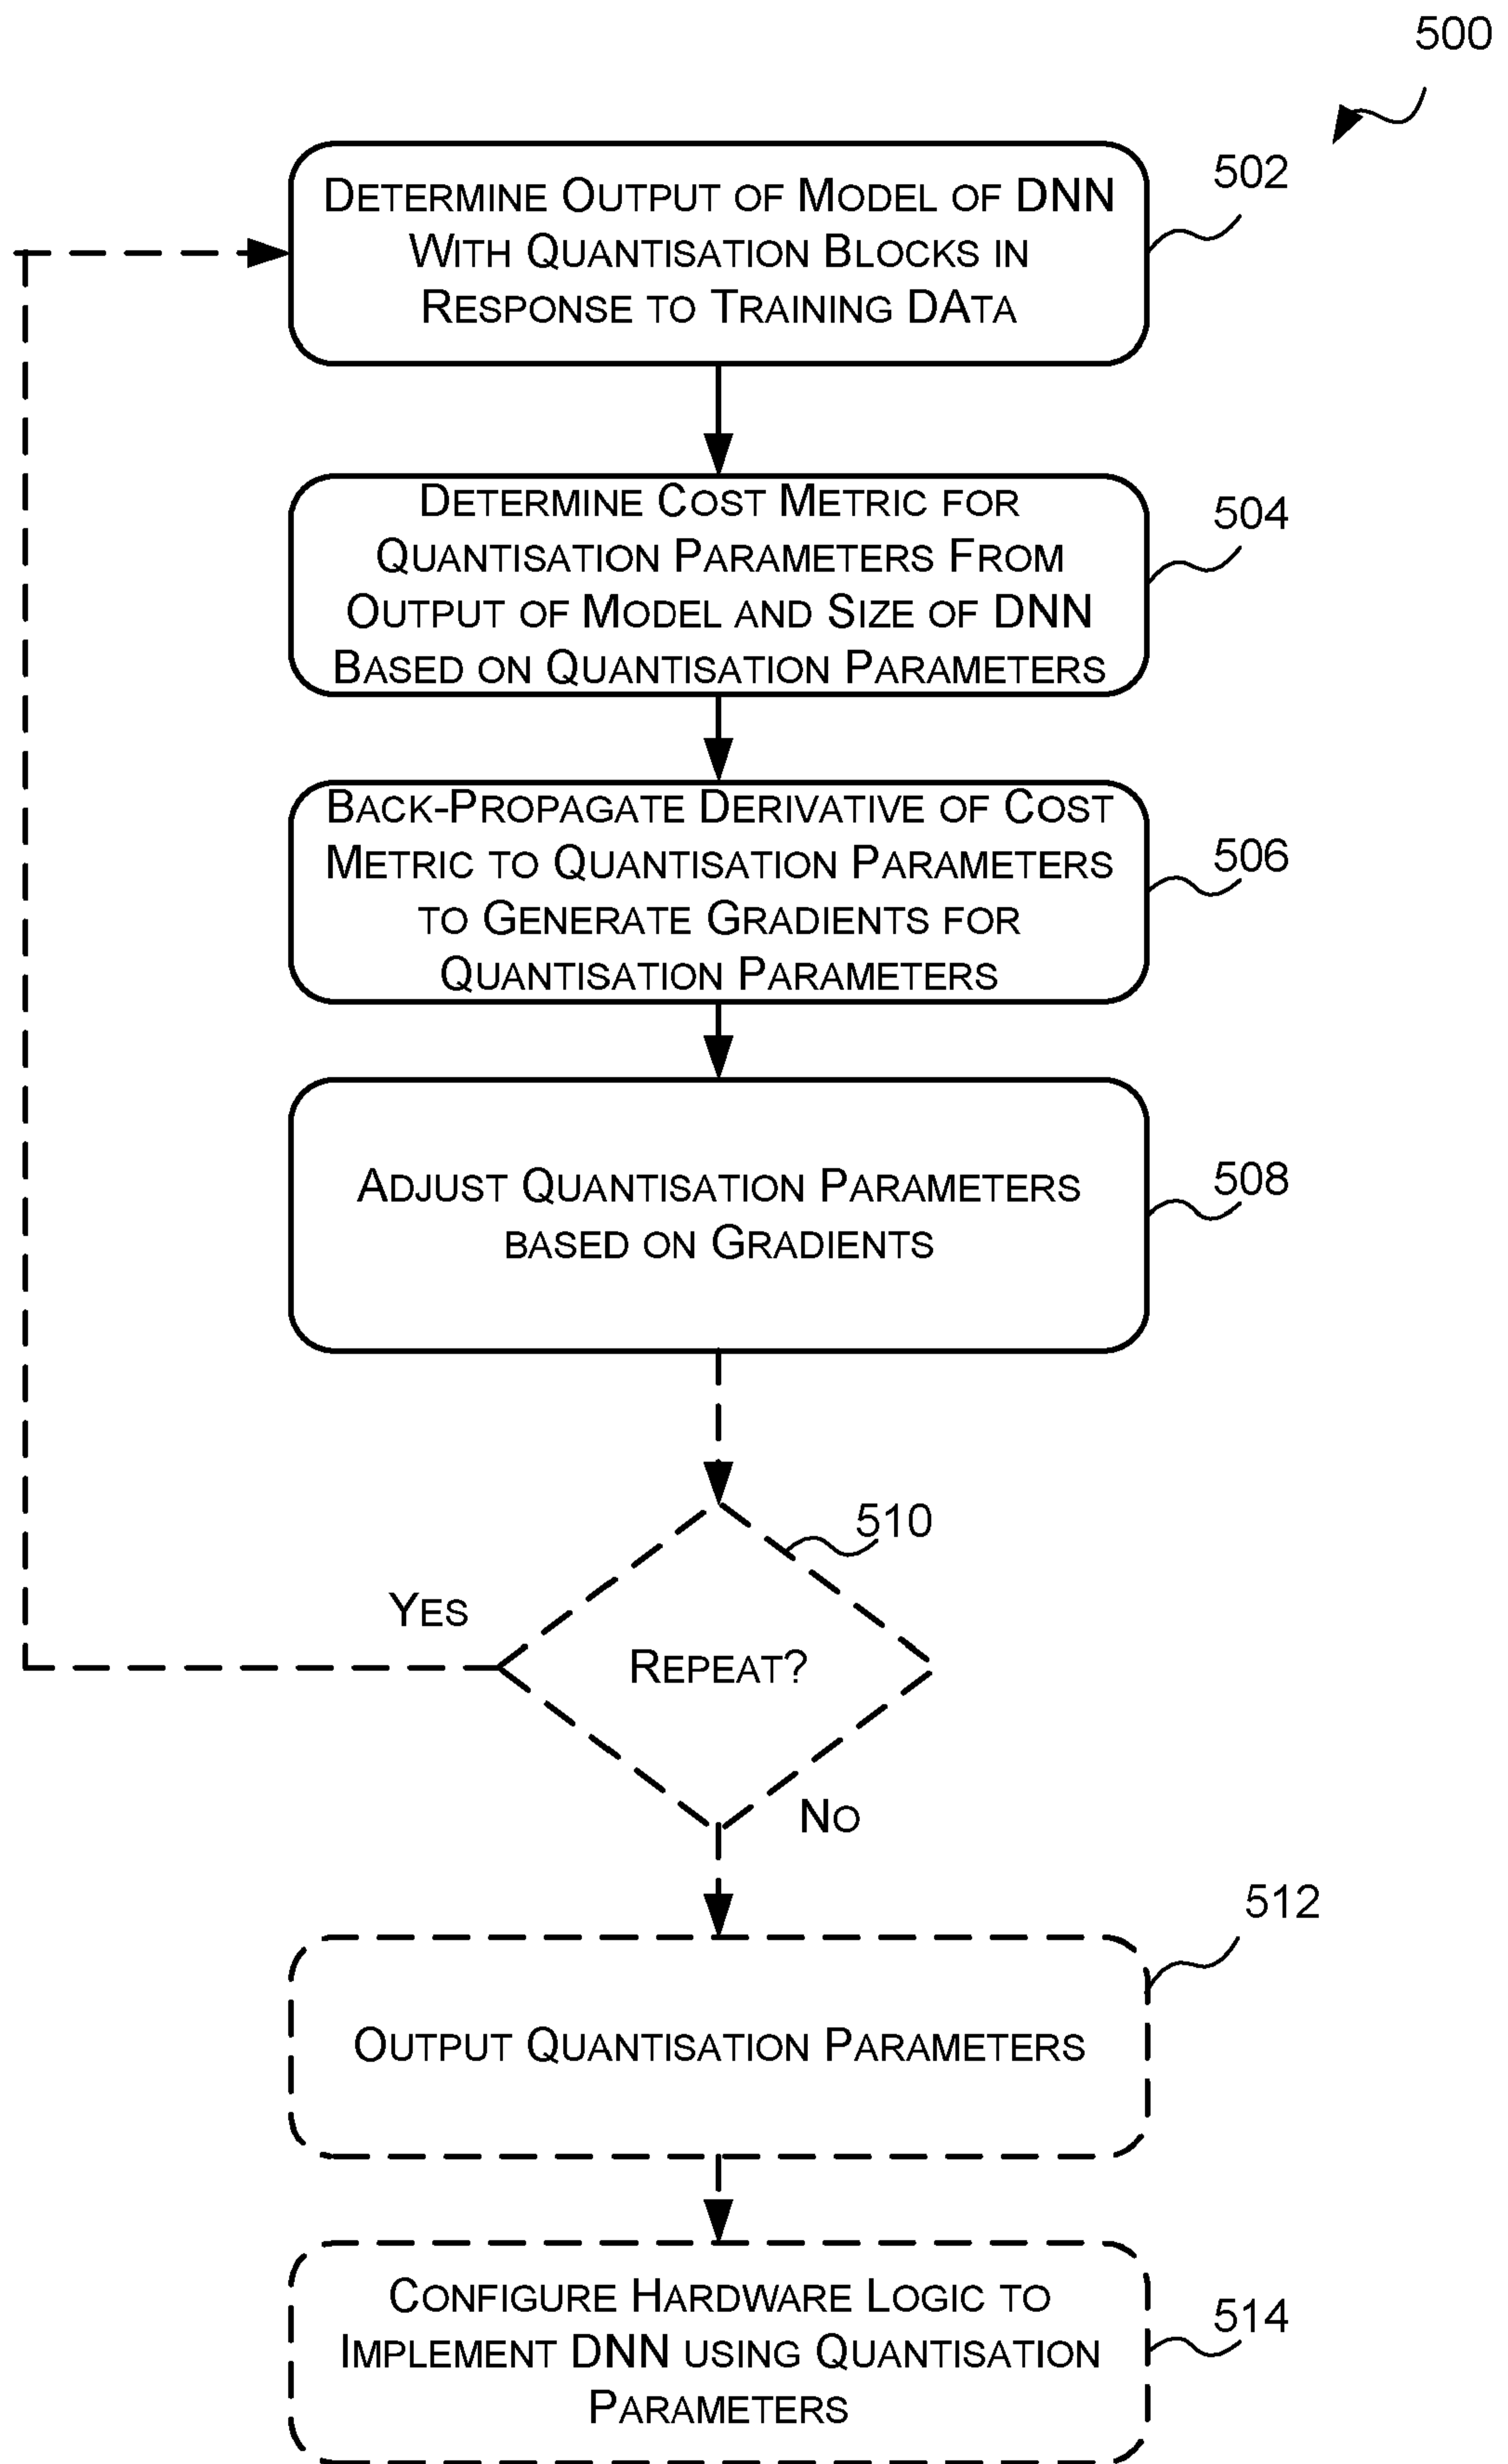 500
502
DETERMINE OUTPUT OF MODEL OF DNN
WITH QUANTISATION BLOCKS IN
RESPONSE TO TRAINING DATA
504
DETERMINE COST METRIC FOR
QUANTISATION PARAMETERS FROM
OUTPUT OF MODEL AND SIZE OF DNN
BASED ON QUANTISATION PARAMETERS
506
BACK-PROPAGATE DERIVATIVE OF COST
METRIC TO QUANTISATION PARAMETERS
TO GENERATE GRADIENTS FOR
QUANTISATION PARAMETERS
508
ADJUST QUANTISATION PARAMETERS
BASED ON GRADIENTS
510
YES
REPEAT?
NO
512
OUTPUT QUANTISATION PARAMETERS
514
CONFIGURE HARDWARE LOGIC TO
IMPLEMENT DNN USING QUANTISATION
PARAMETERS